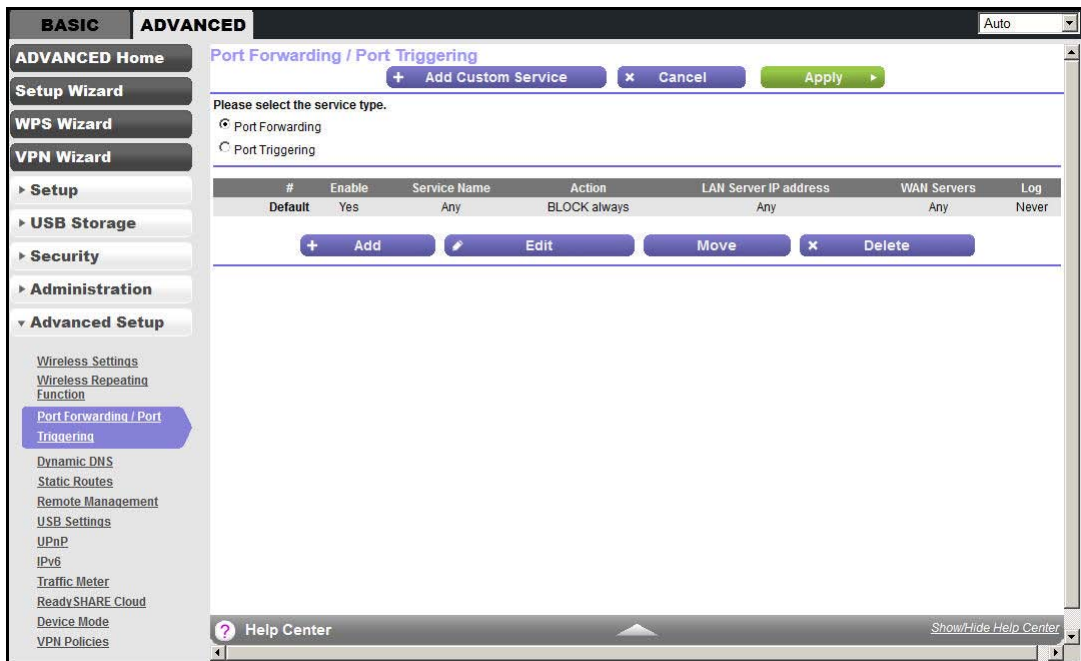 BASIC
ADVANCED
Auto
ADVANCED Home
Setup Wizard
WPS Wizard
VPN Wizard
Setup
USB Storage
Security
Administration
Advanced Setup
Wireless Settings
Wireless Repeating
Function
Port Forwarding / Port
Triggering
Dynamic DNS
Static Routes
Remote Management
USB Settings
UPnP
IPv6
Traffic Meter
ReadySHARE Cloud
Device Mode
VPN Policies
Port Forwarding / Port Triggering
+ Add Custom Service
× Cancel
Apply
Please select the service type.
Port Forwarding
Port Triggering
# Enable Service Name Action LAN Server IP address WAN Servers Log
Default Yes Any BLOCK always Any Any Never
+ Add
Edit
Move
× Delete
? Help Center
Show/Hide Help Center